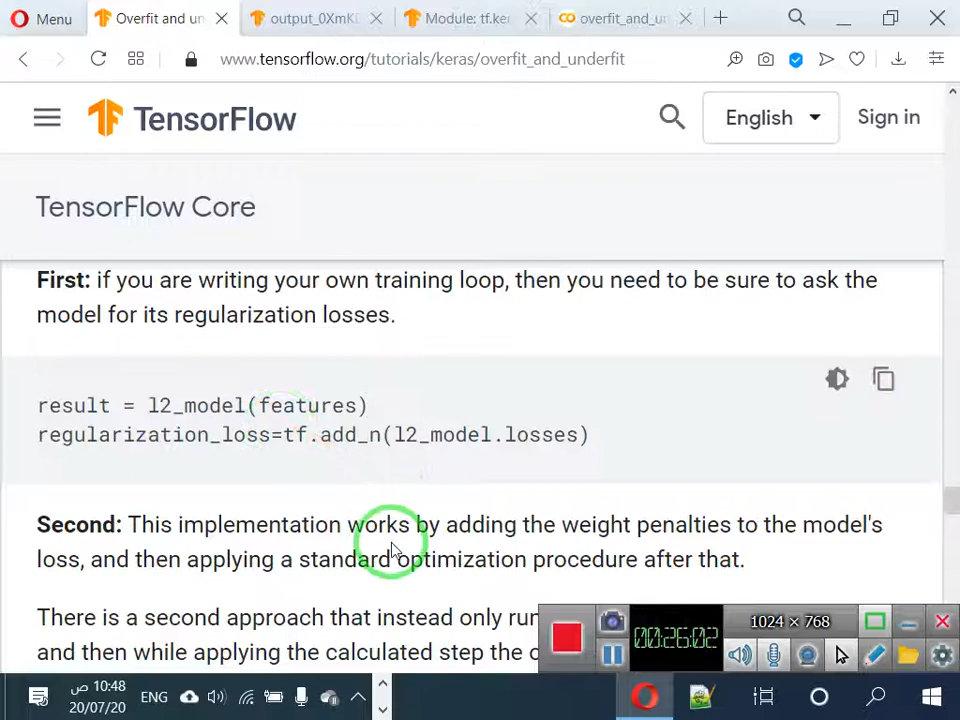 Menu
Overfit and un
output_0XmKD
Module: tf.ker
overfit_and_un
www.tensorflow.org/tutorials/keras/overfit_and_underfit
TensorFlow
English
Sign in
TensorFlow Core
First: if you are writing your own training loop, then you need to be sure to ask the
model for its regularization losses.
result = l2_model(features)
regularization_loss=tf.add_n(l2_model.losses)
Second: This implementation works by adding the weight penalties to the model's
loss, and then applying a standard optimization procedure after that.
There is a second approach that instead only run
and then while applying the calculated step the o
1024 × 768
00:26:02
10:48 ص
20/07/20
ENG